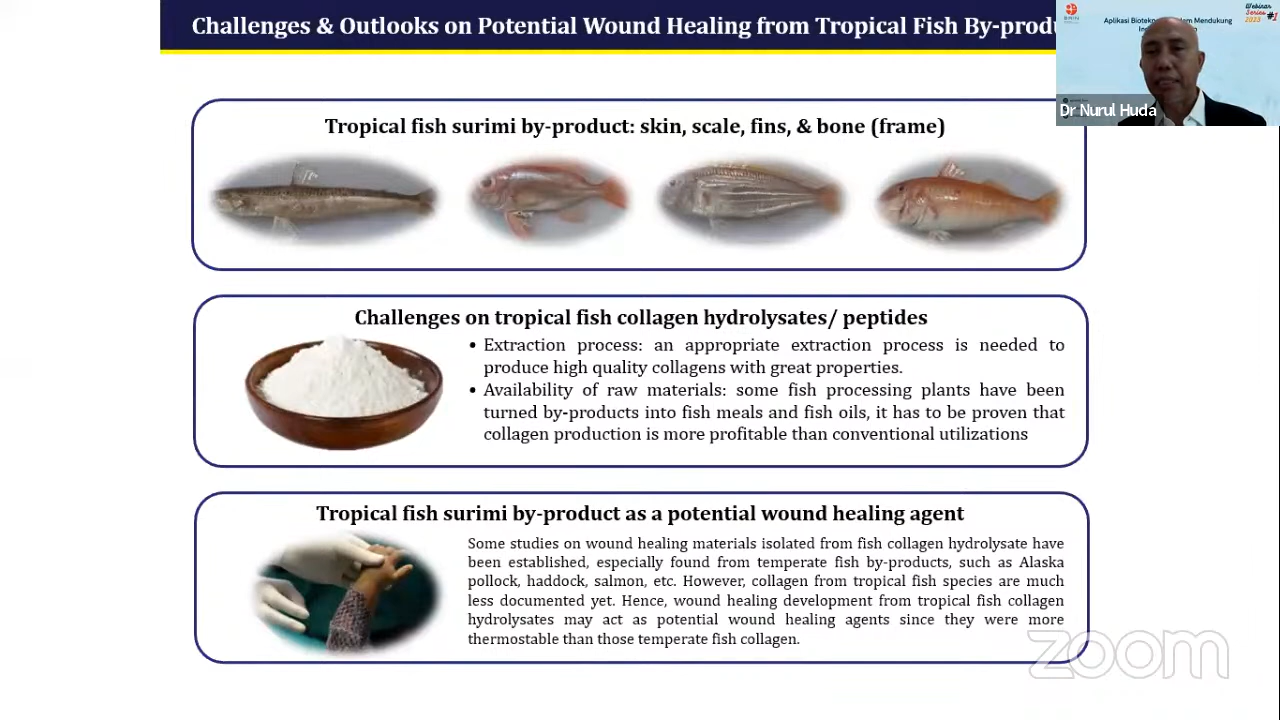 Challenges & Outlooks on Potential Wound Healing from Tropical Fish By-produ
BRIN
Aplikasi Biotekno
Mendukung
Webinar
Series
2023 #1
Dr Nurul Huda
Tropical fish surimi by-product: skin, scale, fins, & bone (frame)
Challenges on tropical fish collagen hydrolysates/ peptides
• Extraction process: an appropriate extraction process is needed to
produce high quality collagens with great properties.
• Availability of raw materials: some fish processing plants have been
turned by-products into fish meals and fish oils, it has to be proven that
collagen production is more profitable than conventional utilizations
Tropical fish surimi by-product as a potential wound healing agent
Some studies on wound healing materials isolated from fish collagen hydrolysate have
been established, especially found from temperate fish by-products, such as Alaska
pollock, haddock, salmon, etc. However, collagen from tropical fish species are much
less documented yet. Hence, wound healing development from tropical fish collagen
hydrolysates may act as potential wound healing agents since they were more
thermostable than those temperate fish collagen.
zoom